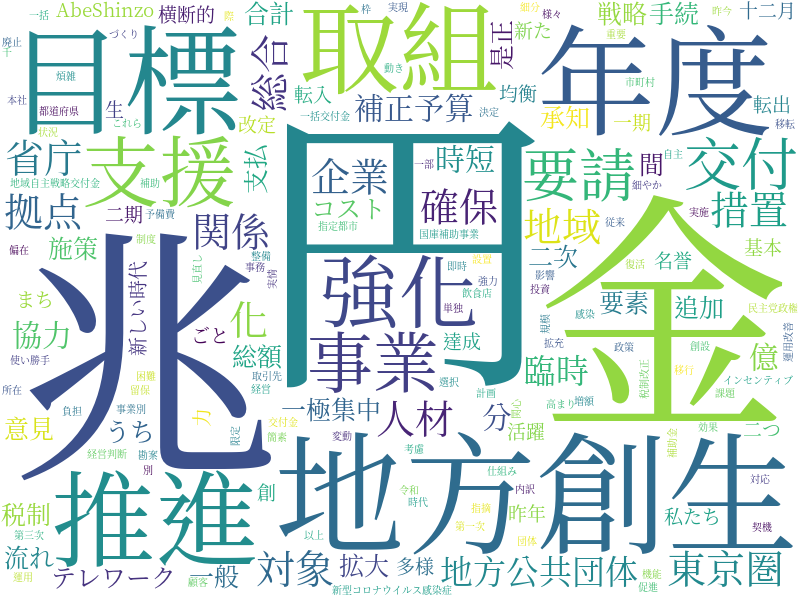 一括 AbeShinzo 横断的 際 合計 枠 実現 取組 細分 様々 戦略 手続 昨今 十二月
廃止 千 づくり 目標 総合 動き 是正 新た 重要 年度
煩雑 転入 均衡 市町村 転出
本社 都道府県 これら 生 一括交付金 補正予算 決定 承知 一期 移転
状況 改定 支払 企業 円 時短 要請 間 自主 交付
省庁 支援 一部 細やか
地域自主戦略交付金 補助 コスト 確保 地域 従来 措置
拠点 二期 予備費 関係 指定都市 国庫補助事業 実施
偏在 施策 制度 見直し 整備 事務 実情 強化 即時 設置 二次 影響 復活 名誉 基本
兆 新しい時代 強力 投資 金 民主党政権
まち 飲食店 要素 追加
協力 ごと 化 事業 単独 達成 規模 感染 創設 運用改善
使い勝手 総額 拡充 政策 税制改正 億
困難 取引先 経営 選択 臨時 移行 インセンティブ
所在 留保 計画 課題
負担 事業別 力 限定 交付金 一極集中 人材 分 関心 高まり 増額 効果
意見 うち 簡素 変動 活躍 補助金 二つ
経営判断 勘案 別 考慮 仕組み 対応
推進 地方創生
税制 創 令和 時代 内訳 指摘 昨年 第一次 私たち 契機
第三次 以上 団体
流れ テレワーク 一般 対象 拡大 多様 地方公共団体 機能 東京圏
運用 顧客 新型コロナウイルス感染症 促進